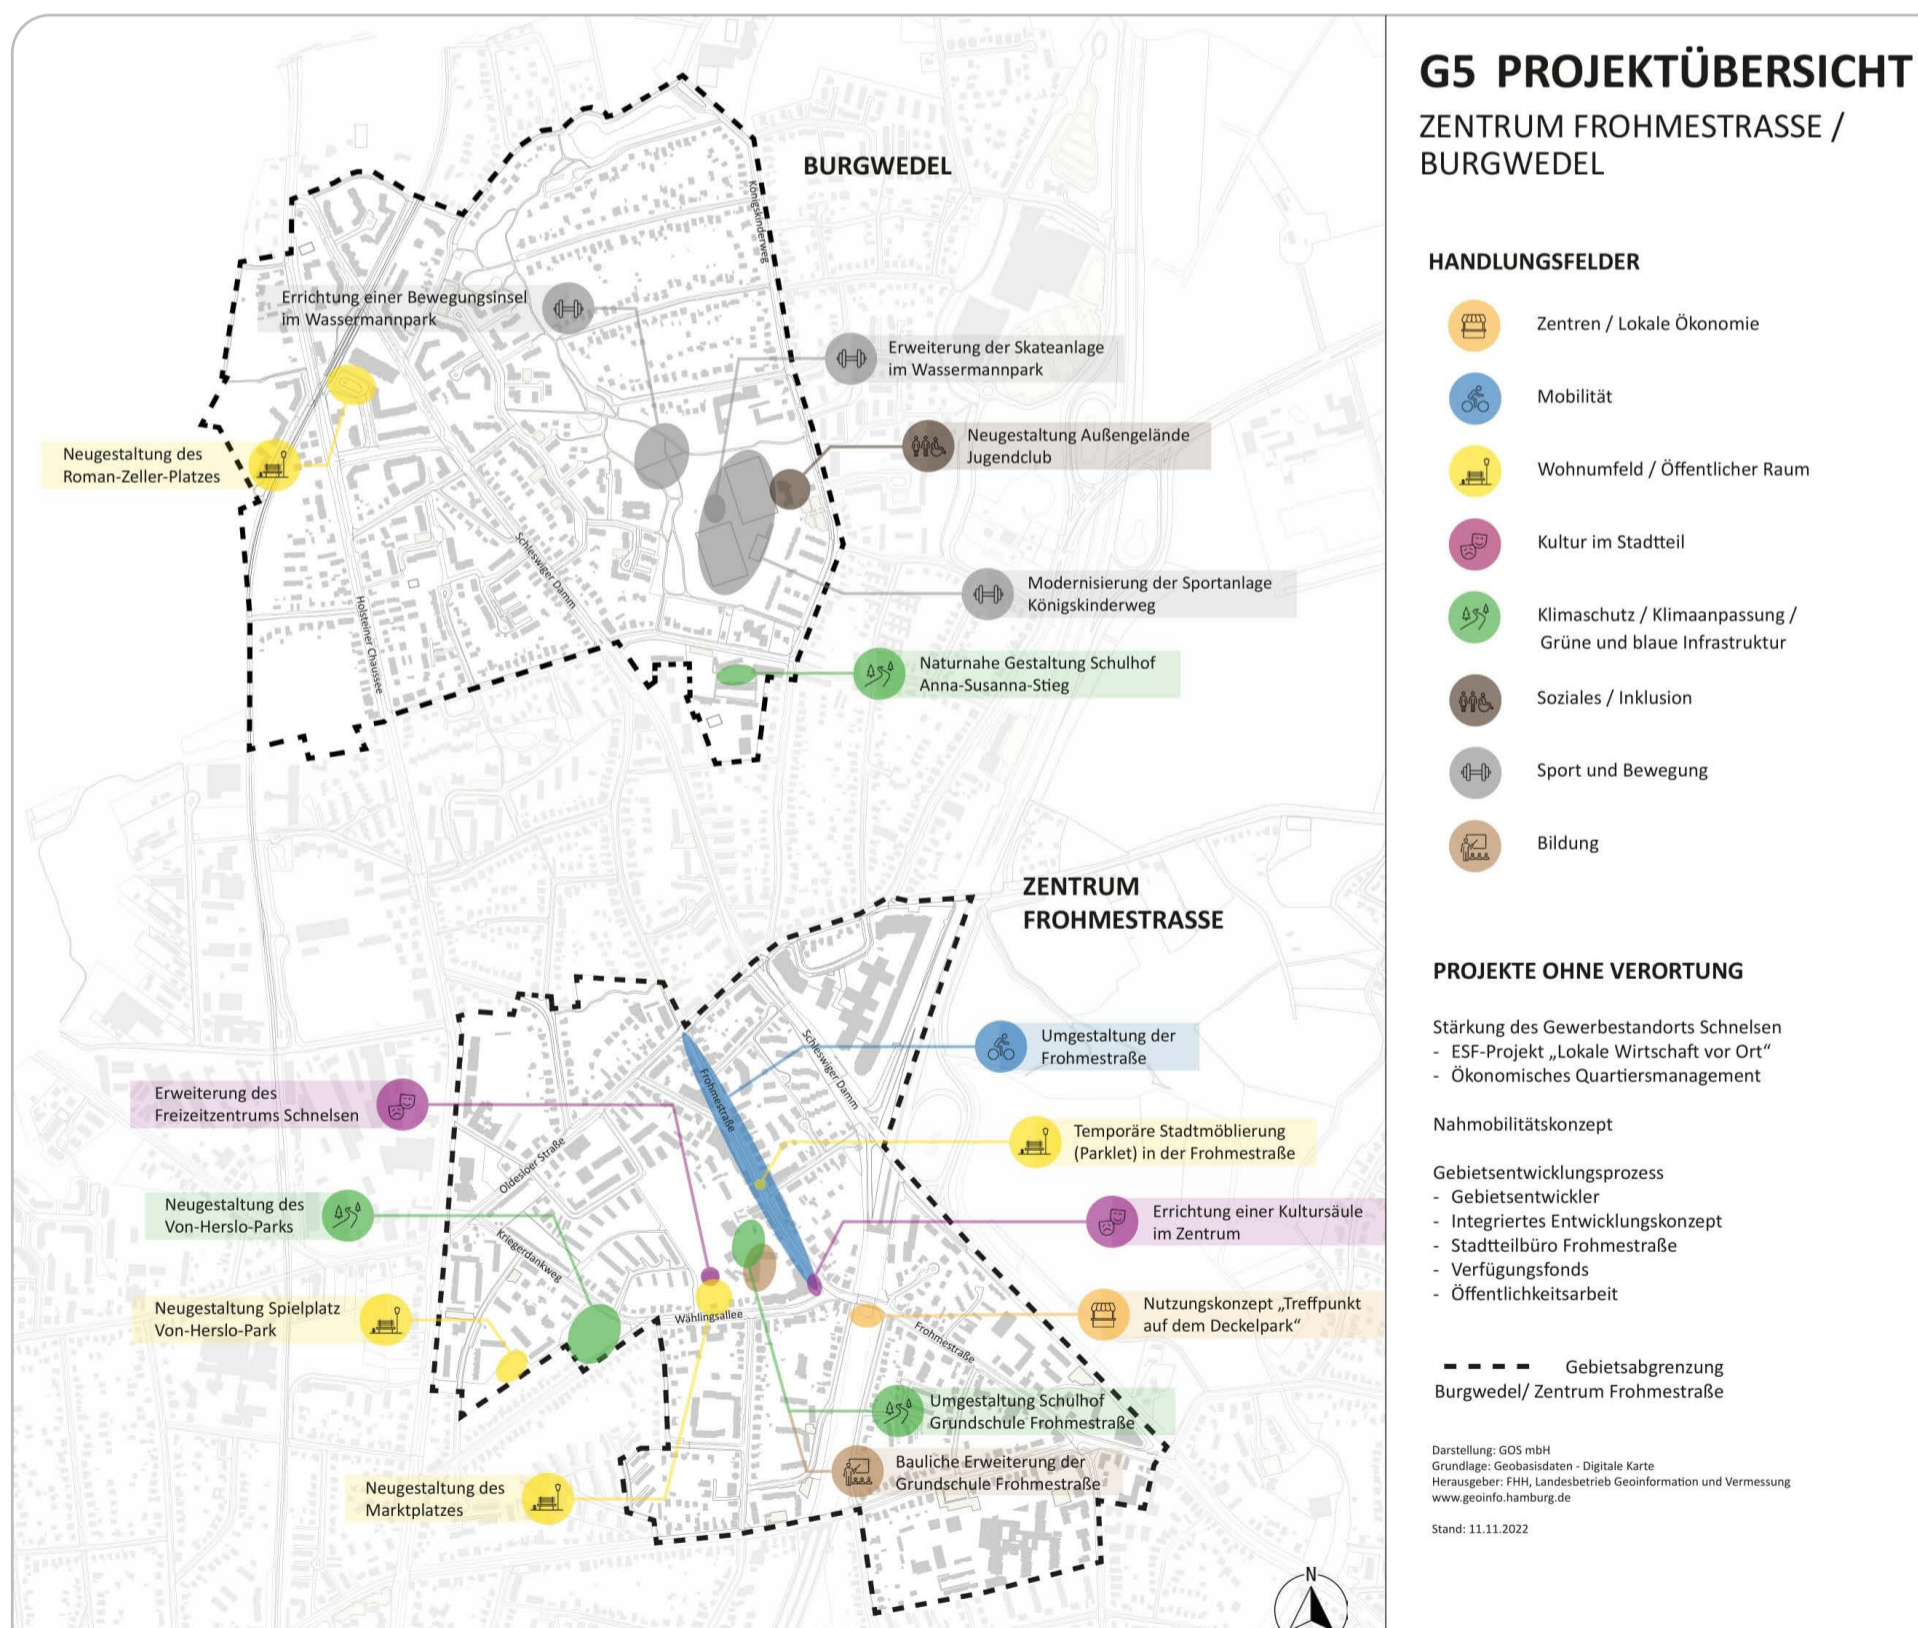 BURGWEDEL
Königskinderweg
Errichtung einer Bewegungsinsel
im Wassermannpark
Erweiterung der Skateanlage
im Wassermannpark
Neugestaltung Außengelände
Jugendclub
Neugestaltung des
Roman-Zeller-Platzes
Schleswiger Damm
Holsteiner Chaussee
Modernisierung der Sportanlage
Königskinderweg
Naturnahe Gestaltung Schulhof
Anna-Susanna-Stieg
ZENTRUM
FROHMESTRASSE
Umgestaltung der
Frohmestraße
Schleswiger Damm
Frohmestraße
Erweiterung des
Freizeitzentrums Schnelsen
Temporäre Stadtmöblierung
(Parklet) in der Frohmestraße
Oldesloer Straße
Neugestaltung des
Von-Herslo-Parks
Errichtung einer Kultursäule
im Zentrum
Kriegerdankweg
Neugestaltung Spielplatz
Von-Herslo-Park
Wählingsallee
Nutzungskonzept „Treffpunkt
auf dem Deckelpark“
Frohmestraße
Umgestaltung Schulhof
Grundschule Frohmestraße
Bauliche Erweiterung der
Grundschule Frohmestraße
Neugestaltung des
Marktplatzes
N
G5 PROJEKTÜBERSICHT
ZENTRUM FROHMESTRASSE /
BURGWEDEL
HANDLUNGSFELDER
Zentren / Lokale Ökonomie
Mobilität
Wohnumfeld / Öffentlicher Raum
Kultur im Stadtteil
Klimaschutz / Klimaanpassung /
Grüne und blaue Infrastruktur
Soziales / Inklusion
Sport und Bewegung
Bildung
PROJEKTE OHNE VERORTUNG
Stärkung des Gewerbestandorts Schnelsen
- ESF-Projekt „Lokale Wirtschaft vor Ort“
- Ökonomisches Quartiersmanagement
Nahmobilitätskonzept
Gebietsentwicklungsprozess
- Gebietsentwickler
- Integriertes Entwicklungskonzept
- Stadtteilbüro Frohmestraße
- Verfügungsfonds
- Öffentlichkeitsarbeit
Gebietsabgrenzung
Burgwedel/ Zentrum Frohmestraße
Darstellung: GOS mbH
Grundlage: Geobasisdaten - Digitale Karte
Herausgeber: FHH, Landesbetrieb Geoinformation und Vermessung
www.geoinfo.hamburg.de
Stand: 11.11.2022